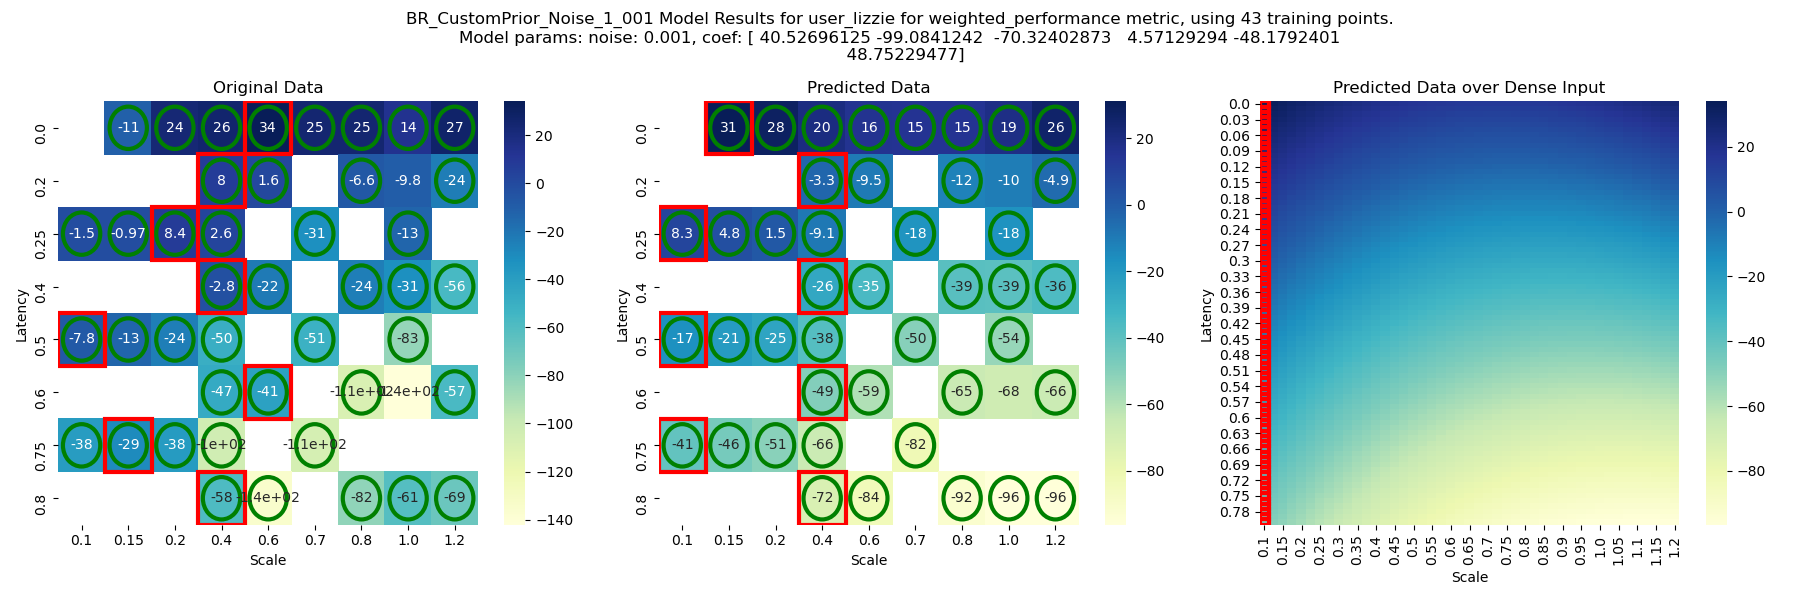 BR_CustomPrior_Noise_1_001 Model Results for user_lizzie for weighted_performance metric, using 43 training points.
Model params: noise: 0.001, coef: [ 40.52696125 -99.0841242  -70.32402873   4.57129294 -48.1792401
48.75229477]
Original Data
0.0 -11 24 26 34 25 25 14 27
0.2 8 1.6 -6.6 -9.8 -24
0.25 -1.5 -0.97 8.4 2.6 -31 -13
0.4 -2.8 -22 -24 -31 -56
0.5 -7.8 -13 -24 -50 -51 -83
0.6 -47 -41 -1.1e+02 -1.4e+02 -57
0.75 -38 -29 -38 -1e+02 -1.1e+02
0.8 -58 -1.4e+02 -82 -61 -69
Latency
0.1 0.15 0.2 0.4 0.6 0.7 0.8 1.0 1.2
Scale
20
0
−20
−40
−60
−80
−100
−120
−140
Predicted Data
0.0 31 28 20 16 15 15 19 26
0.2 -3.3 -9.5 -12 -10 -4.9
0.25 8.3 4.8 1.5 -9.1 -18 -18
0.4 -26 -35 -39 -39 -36
0.5 -17 -21 -25 -38 -50 -54
0.6 -49 -59 -65 -68 -66
0.75 -41 -46 -51 -66 -82
0.8 -72 -84 -92 -96 -96
Latency
0.1 0.15 0.2 0.4 0.6 0.7 0.8 1.0 1.2
Scale
20
0
−20
−40
−60
−80
Predicted Data over Dense Input
0.0
0.03
0.06
0.09
0.12
0.15
0.18
0.21
0.24
0.27
0.3
0.33
0.36
0.39
0.42
0.45
0.48
0.51
0.54
0.57
0.6
0.63
0.66
0.69
0.72
0.75
0.78
Latency
0.1 0.15 0.2 0.25 0.3 0.35 0.4 0.45 0.5 0.55 0.6 0.65 0.7 0.75 0.8 0.85 0.9 0.95 1.0 1.05 1.1 1.15 1.2
Scale
20
0
−20
−40
−60
−80